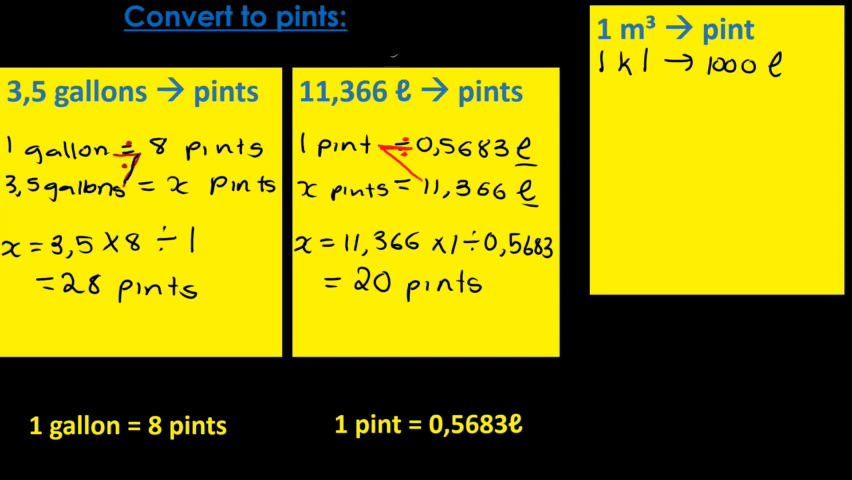 Convert to pints:
3,5 gallons → pints
1 gallon = 8 pints
3,5 gallons = x pints
x = 3,5 × 8 ÷ 1
= 28 pints
11,366 ℓ → pints
1 pint = 0,5683 ℓ
x pints = 11,366 ℓ
x = 11,366 × 1 ÷ 0,5683
= 20 pints
1 m³ → pint
1 kl → 1000 ℓ
1 gallon = 8 pints
1 pint = 0,5683ℓ